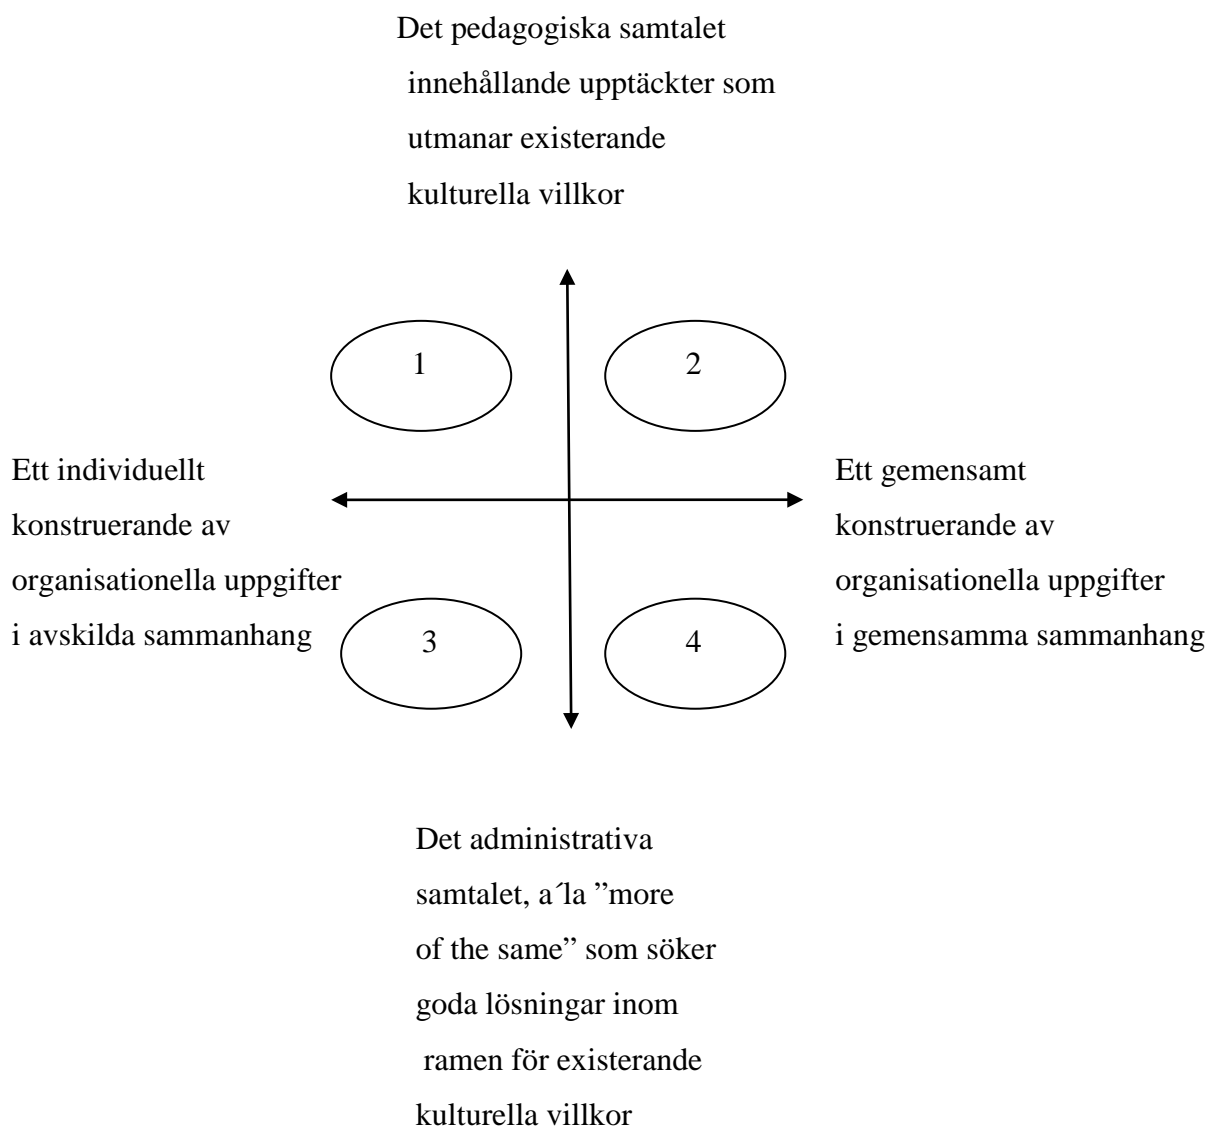 Det pedagogiska samtalet
innehållande upptäckter som
utmanar existerande
kulturella villkor
1
2
Ett individuellt
konstruerande av
organisationella uppgifter
i avskilda sammanhang
Ett gemensamt
konstruerande av
organisationella uppgifter
i gemensamma sammanhang
3
4
Det administrativa
samtalet, a´la ”more
of the same” som söker
goda lösningar inom
ramen för existerande
kulturella villkor